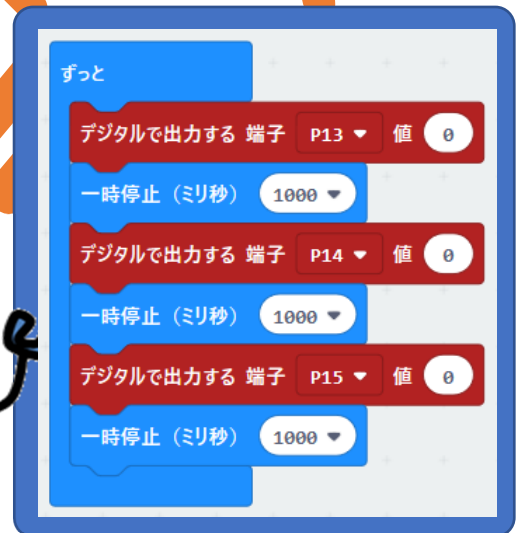 ずっと
デジタルで出力する 端子 P13 値 0
一時停止（ミリ秒） 1000
デジタルで出力する 端子 P14 値 0
一時停止（ミリ秒） 1000
デジタルで出力する 端子 P15 値 0
一時停止（ミリ秒） 1000